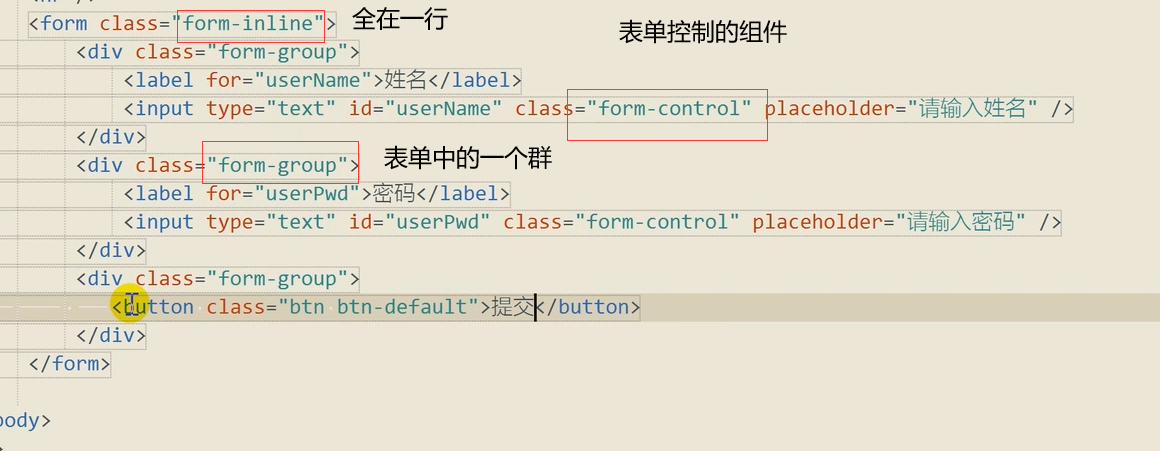 <form class="form-inline"> 全在一行
表单控制的组件
<div class="form-group">
<label for="userName">姓名</label>
<input type="text" id="userName" class="form-control" placeholder="请输入姓名" />
</div>
<div class="form-group"> 表单中的一个群
<label for="userPwd">密码</label>
<input type="text" id="userPwd" class="form-control" placeholder="请输入密码" />
</div>
<div class="form-group">
<button class="btn btn-default">提交</button>
</div>
</form>
body>